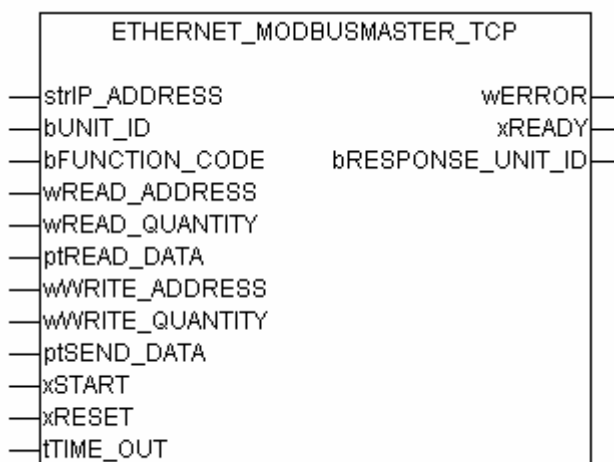 ETHERNET_MODBUSMASTER_TCP
strIP_ADDRESS wERROR
bUNIT_ID xREADY
bFUNCTION_CODE bRESPONSE_UNIT_ID
wREAD_ADDRESS
wREAD_QUANTITY
ptREAD_DATA
wWRITE_ADDRESS
wWRITE_QUANTITY
ptSEND_DATA
xSTART
xRESET
tTIME_OUT